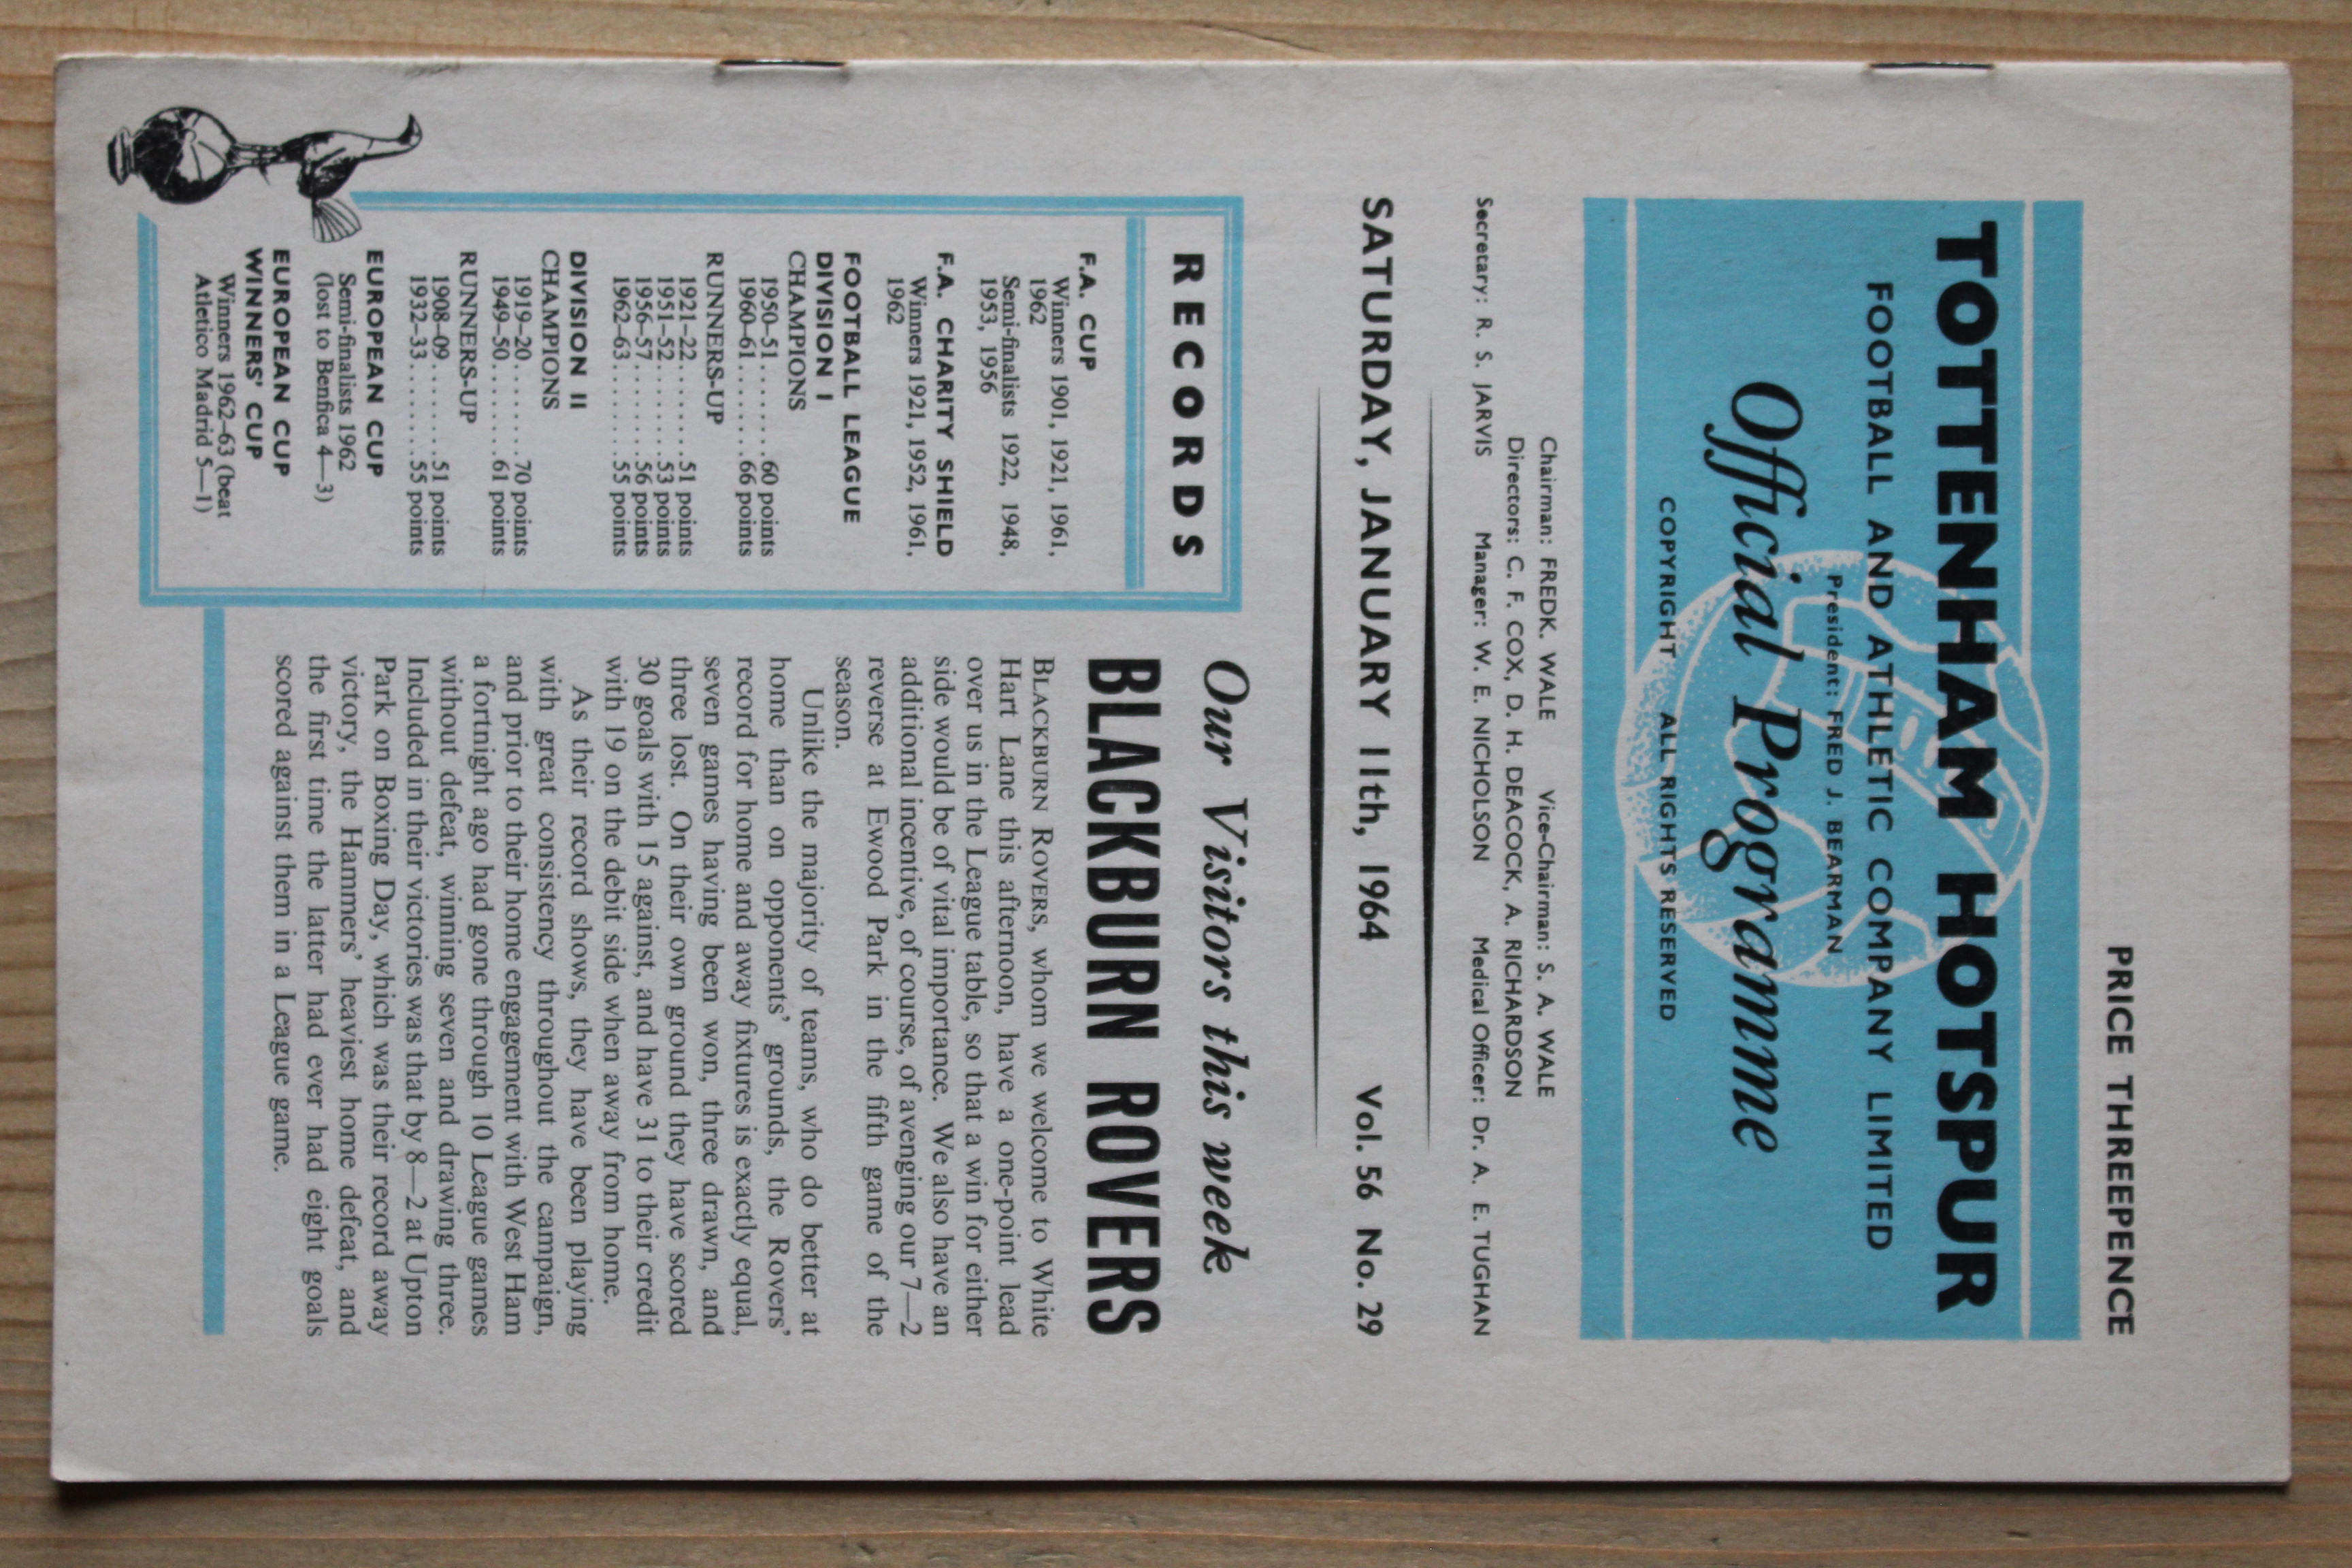 PRICE THREEPENCE
TOTTENHAM HOTSPUR
FOOTBALL AND ATHLETIC COMPANY LIMITED
President: FRED J. BEARMAN
Official Programme
COPYRIGHT ALL RIGHTS RESERVED
Chairman: FREDK. WALE Vice-Chairman: S. A. WALE
Directors: C. F. COX, D. H. DEACOCK, A. RICHARDSON
Secretary: R. S. JARVIS Manager: W. E. NICHOLSON Medical Officer: Dr. A. E. TUGHAN
SATURDAY, JANUARY 11th, 1964 Vol. 56 No. 29
RECORDS
F.A. CUP
Winners 1901, 1921, 1961,
1962
Semi-finalists 1922, 1948,
1953, 1956
F.A. CHARITY SHIELD
Winners 1921, 1952, 1961,
1962
FOOTBALL LEAGUE
DIVISION I
CHAMPIONS
1950–51........60 points
1960–61........66 points
RUNNERS-UP
1921–22........51 points
1951–52........53 points
1956–57........56 points
1962–63........55 points
DIVISION II
CHAMPIONS
1919–20........70 points
1949–50........61 points
RUNNERS-UP
1908–09........51 points
1932–33........55 points
EUROPEAN CUP
Semi-finalists 1962
(lost to Benfica 4—3)
EUROPEAN CUP
WINNERS' CUP
Winners 1962–63 (beat
Atletico Madrid 5—1)
Our Visitors this week
BLACKBURN ROVERS
BLACKBURN ROVERS, whom we welcome to White
Hart Lane this afternoon, have a one-point lead
over us in the League table, so that a win for either
side would be of vital importance. We also have an
additional incentive, of course, of avenging our 7—2
reverse at Ewood Park in the fifth game of the
season.
Unlike the majority of teams, who do better at
home than on opponents' grounds, the Rovers'
record for home and away fixtures is exactly equal,
seven games having been won, three drawn, and
three lost. On their own ground they have scored
30 goals with 15 against, and have 31 to their credit
with 19 on the debit side when away from home.
As their record shows, they have been playing
with great consistency throughout the campaign,
and prior to their home engagement with West Ham
a fortnight ago had gone through 10 League games
without defeat, winning seven and drawing three.
Included in their victories was that by 8—2 at Upton
Park on Boxing Day, which was their record away
victory, the Hammers' heaviest home defeat, and
the first time the latter had ever had eight goals
scored against them in a League game.